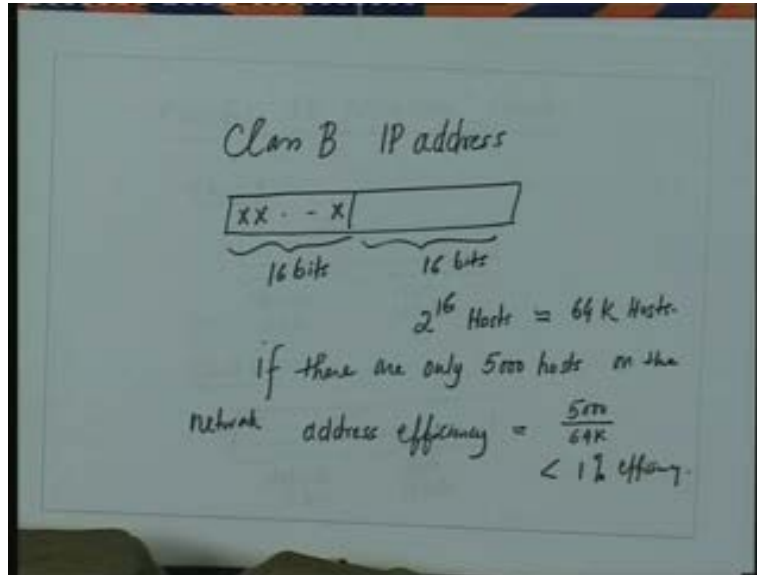 Class B IP address
xx . - x
16 bits 16 bits
2^16 Hosts = 64 K Hosts.
if there are only 5000 hosts on the
network address efficiency = 5000/64K
< 1% efficiency.